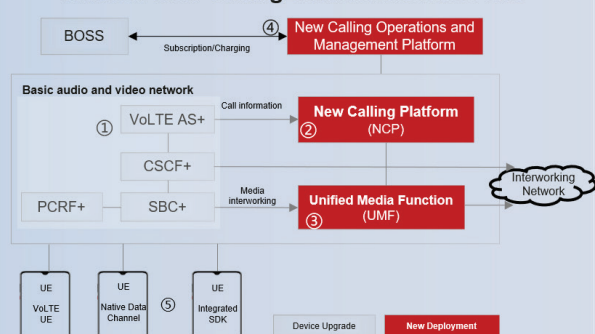 BOSS
④
Subscription/Charging
New Calling Operations and
Management Platform
Basic audio and video network
①
VoLTE AS+
Call information
②
New Calling Platform
(NCP)
CSCF+
Interworking
Network
PCRF+
SBC+
Media
interworking
③
Unified Media Function
(UMF)
UE
VoLTE
UE
UE
Native Data
Channel
⑤
UE
Integrated
SDK
Device Upgrade
New Deployment